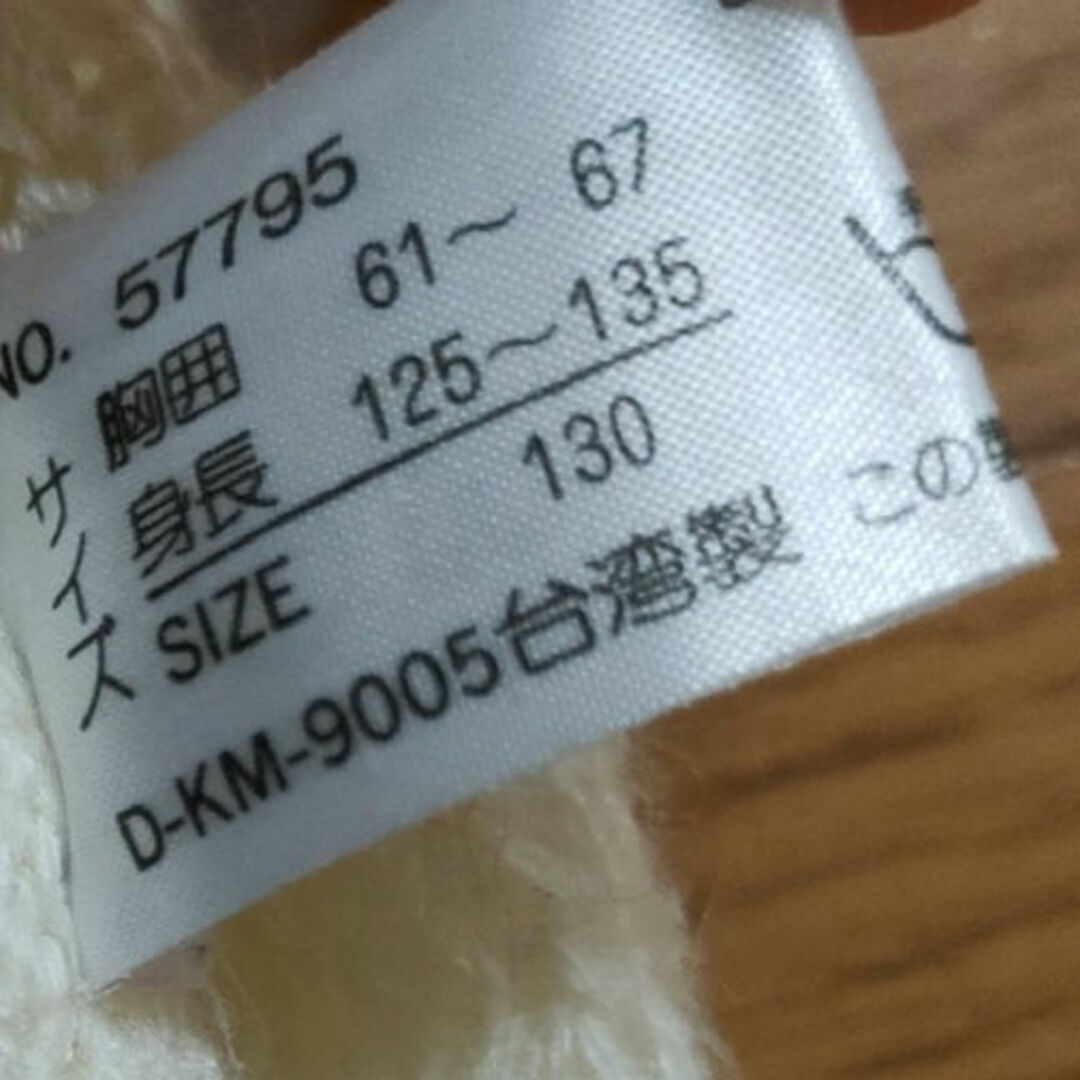 NO. 57795
サイズ
胸囲 61～67
身長 125～135
SIZE 130
D-KM-9005台湾製
この